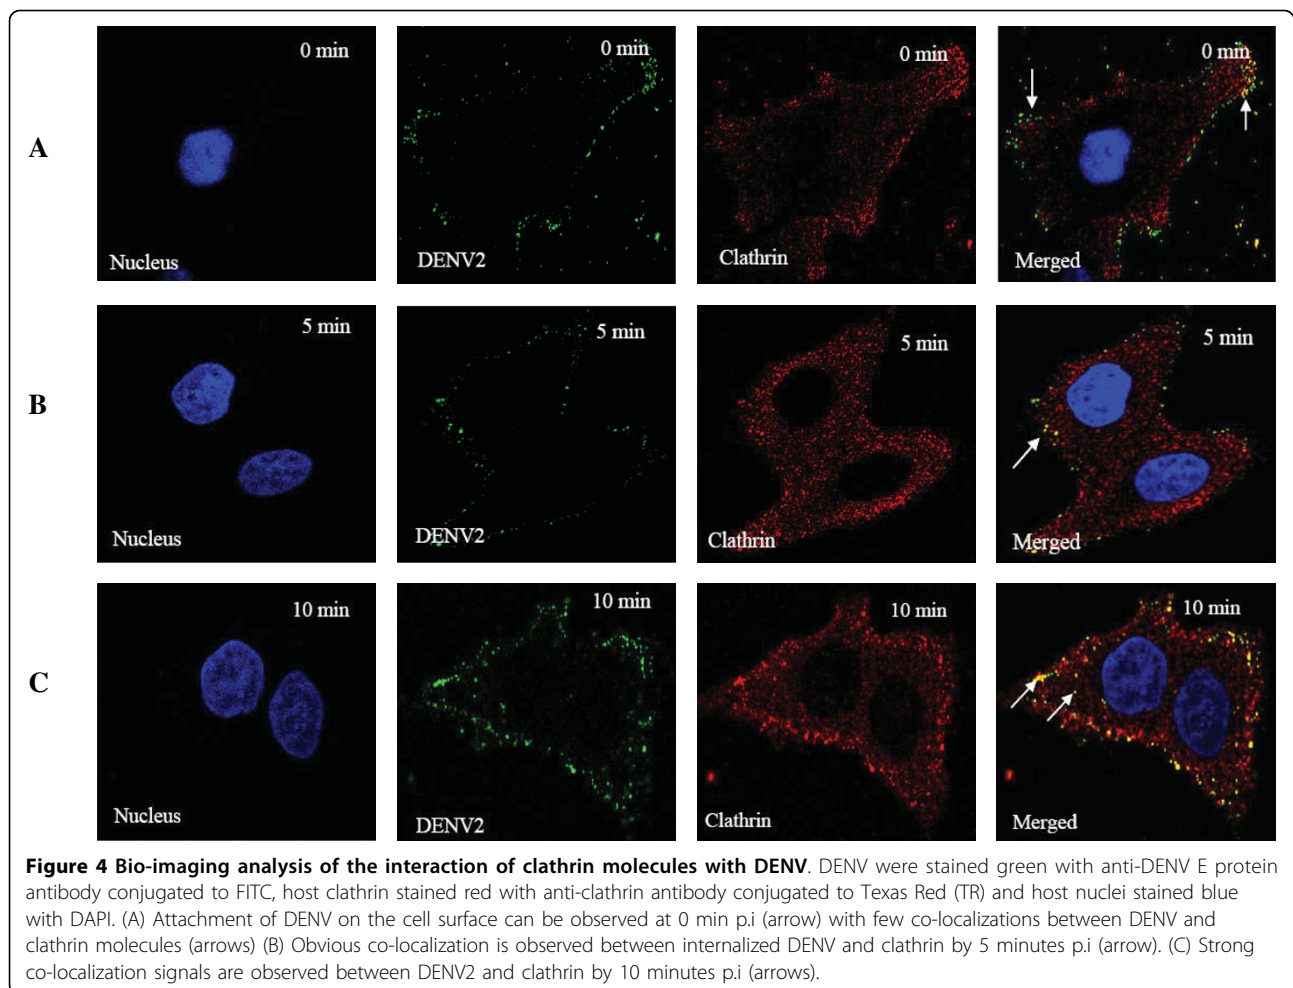 0 min
0 min
0 min
0 min
A
Nucleus
DENV2
Clathrin
Merged
5 min
5 min
5 min
5 min
B
Nucleus
DENV2
Clathrin
Merged
10 min
10 min
10 min
10 min
C
Nucleus
DENV2
Clathrin
Merged
Figure 4 Bio-imaging analysis of the interaction of clathrin molecules with DENV. DENV were stained green with anti-DENV E protein
antibody conjugated to FITC, host clathrin stained red with anti-clathrin antibody conjugated to Texas Red (TR) and host nuclei stained blue
with DAPI. (A) Attachment of DENV on the cell surface can be observed at 0 min p.i (arrow) with few co-localizations between DENV and
clathrin molecules (arrows) (B) Obvious co-localization is observed between internalized DENV and clathrin by 5 minutes p.i (arrow). (C) Strong
co-localization signals are observed between DENV2 and clathrin by 10 minutes p.i (arrows).